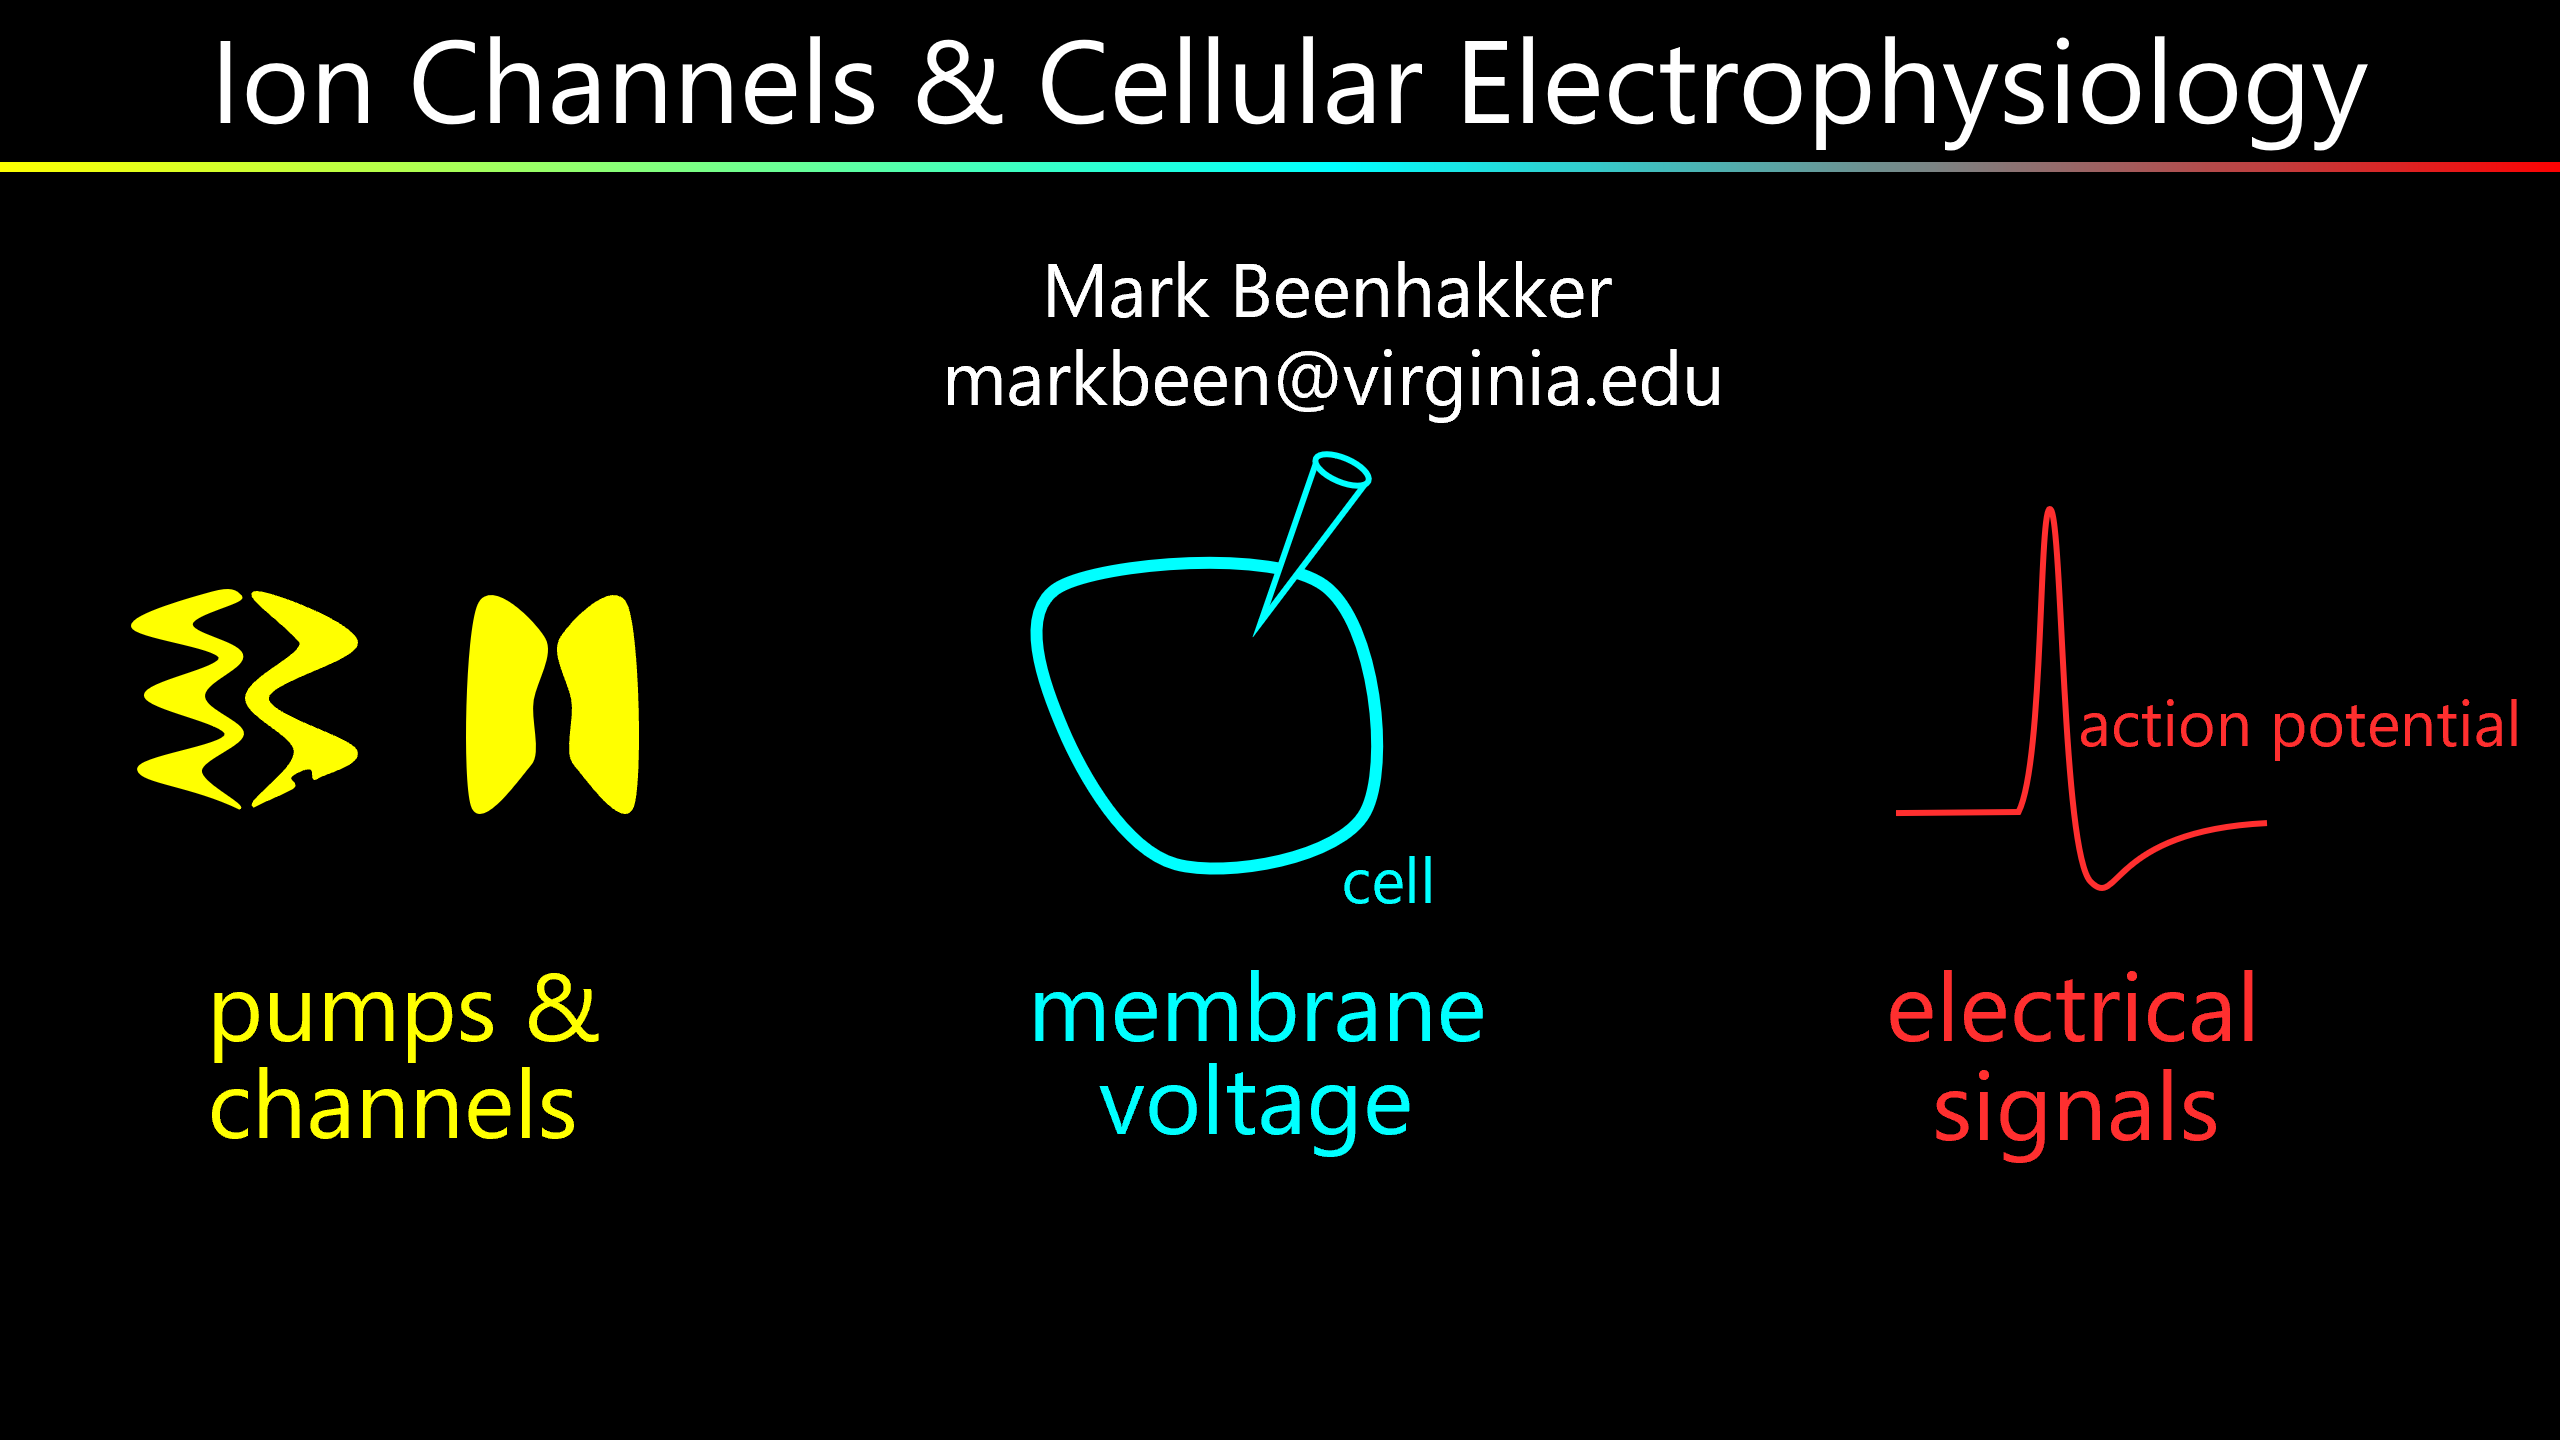 Ion Channels & Cellular Electrophysiology
Mark Beenhakker
markbeen@virginia.edu
action potential
cell
pumps &
channels
membrane
voltage
electrical
signals